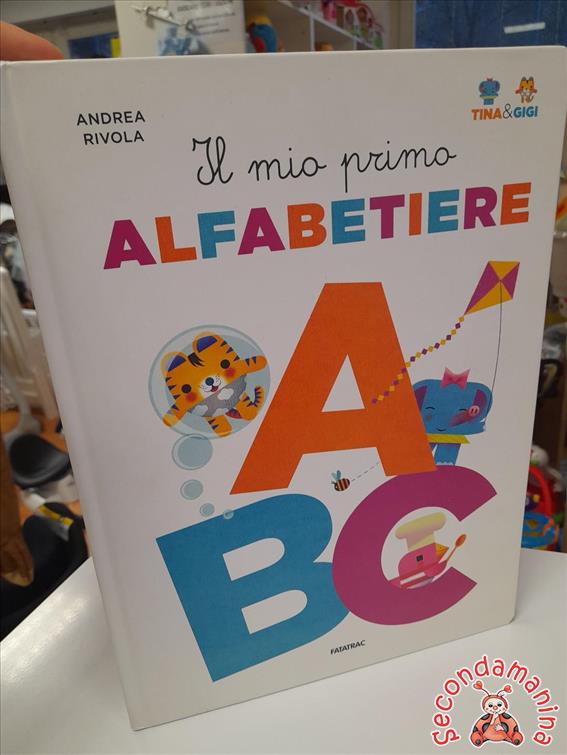 ANDREA
RIVOLA
TINA&GIGI
Il mio primo
ALFABETIERE
A
BC
FATATRAC
Secondamanina